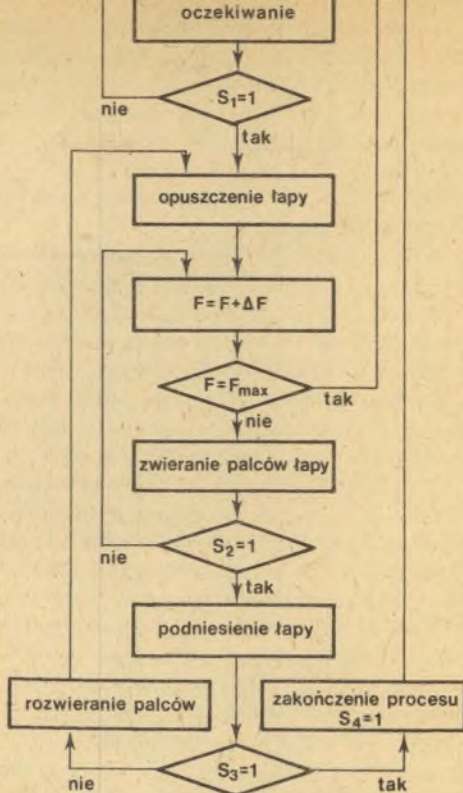 oczekiwanie
S₁=1
nie
tak
opuszczenie łapy
F=F+ΔF
F=Fmax
tak
nie
zwieranie palców łapy
S₂=1
nie
tak
podniesienie łapy
rozwieranie palców
zakończenie procesu
S₄=1
S₃=1
nie
tak